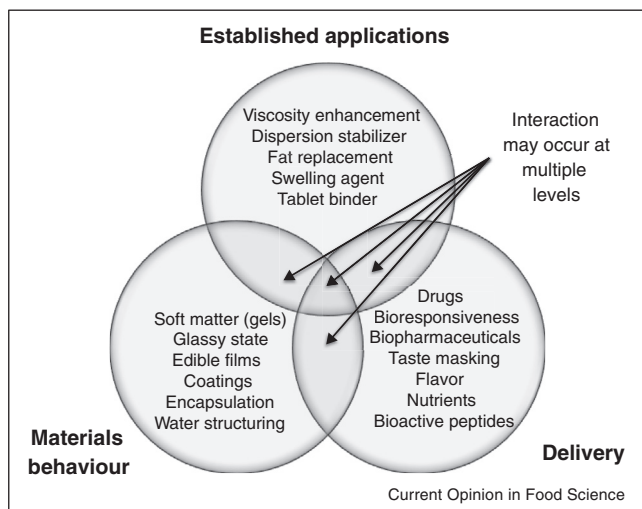 Established applications
Viscosity enhancement
Dispersion stabilizer
Fat replacement
Swelling agent
Tablet binder
Interaction
may occur at
multiple
levels
Soft matter (gels)
Glassy state
Edible films
Coatings
Encapsulation
Water structuring
Drugs
Bioresponsiveness
Biopharmaceuticals
Taste masking
Flavor
Nutrients
Bioactive peptides
Materials
behaviour
Delivery
Current Opinion in Food Science